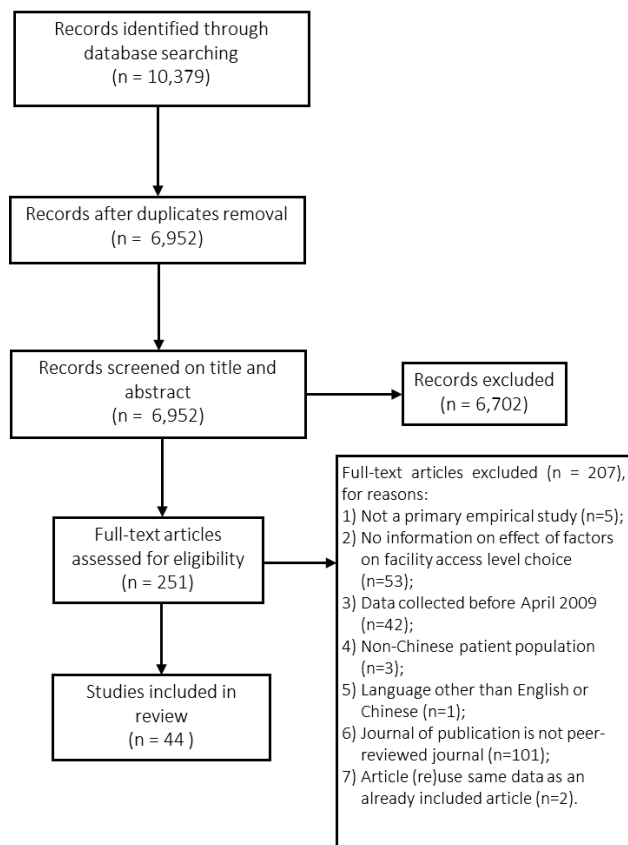 Records identified through
database searching
(n = 10,379)
Records after duplicates removal
(n = 6,952)
Records screened on title and
abstract
(n = 6,952)
Records excluded
(n = 6,702)
Full-text articles
assessed for eligibility
(n = 251)
Full-text articles excluded (n = 207),
for reasons:
1) Not a primary empirical study (n=5);
2) No information on effect of factors
on facility access level choice
(n=53);
3) Data collected before April 2009
(n=42);
4) Non-Chinese patient population
(n=3);
5) Language other than English or
Chinese (n=1);
6) Journal of publication is not peer-
reviewed journal (n=101);
7) Article (re)use same data as an
already included article (n=2).
Studies included in
review
(n = 44 )